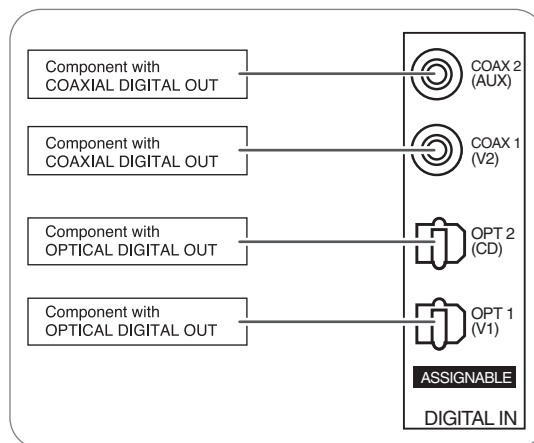 Component with
COAXIAL DIGITAL OUT
COAX 2
(AUX)
Component with
COAXIAL DIGITAL OUT
COAX 1
(V2)
Component with
OPTICAL DIGITAL OUT
OPT 2
(CD)
Component with
OPTICAL DIGITAL OUT
OPT 1
(V1)
ASSIGNABLE
DIGITAL IN